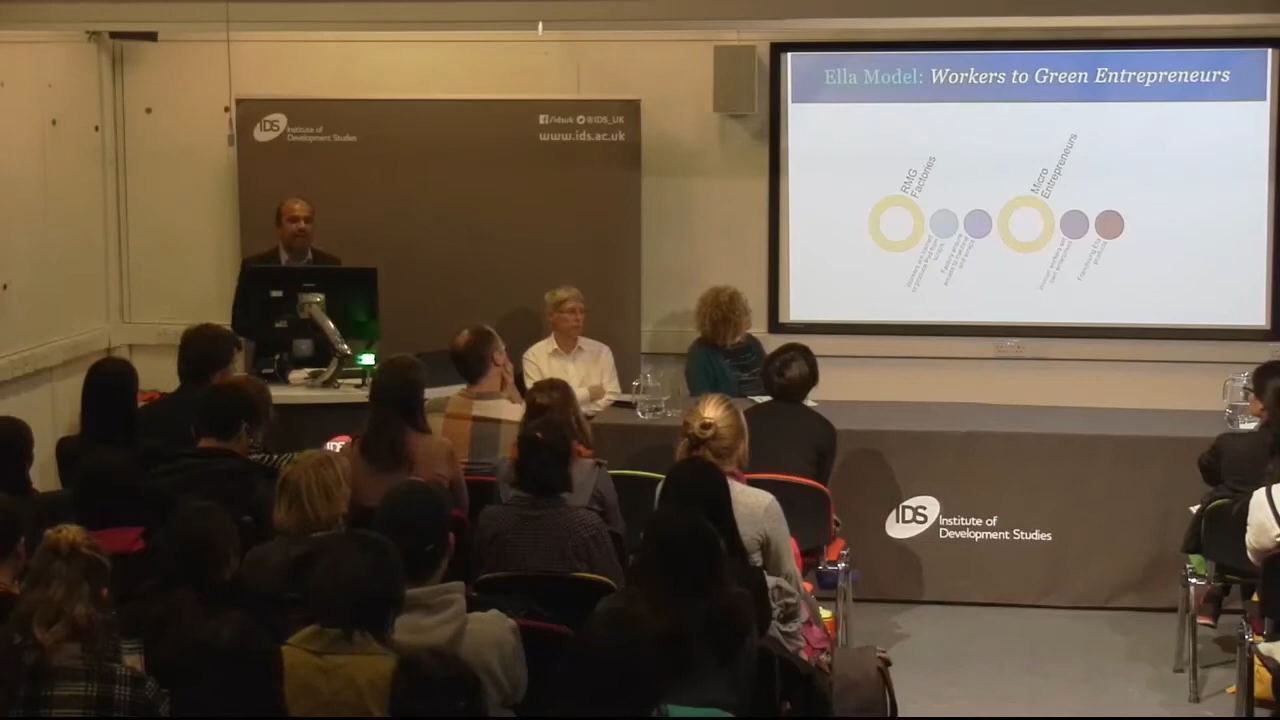 IDS Institute of
Development Studies
/idsuk @IDS_UK
www.ids.ac.uk
Ella Model: Workers to Green Entrepreneurs
RMG
Factories
Micro
Entrepreneurs
IDS
IDS Institute of
Development Studies